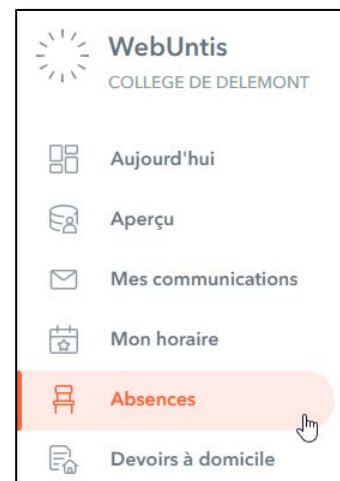 WebUntis
COLLEGE DE DELEMONT
Aujourd'hui
Aperçu
Mes communications
Mon horaire
Absences
Devoirs à domicile